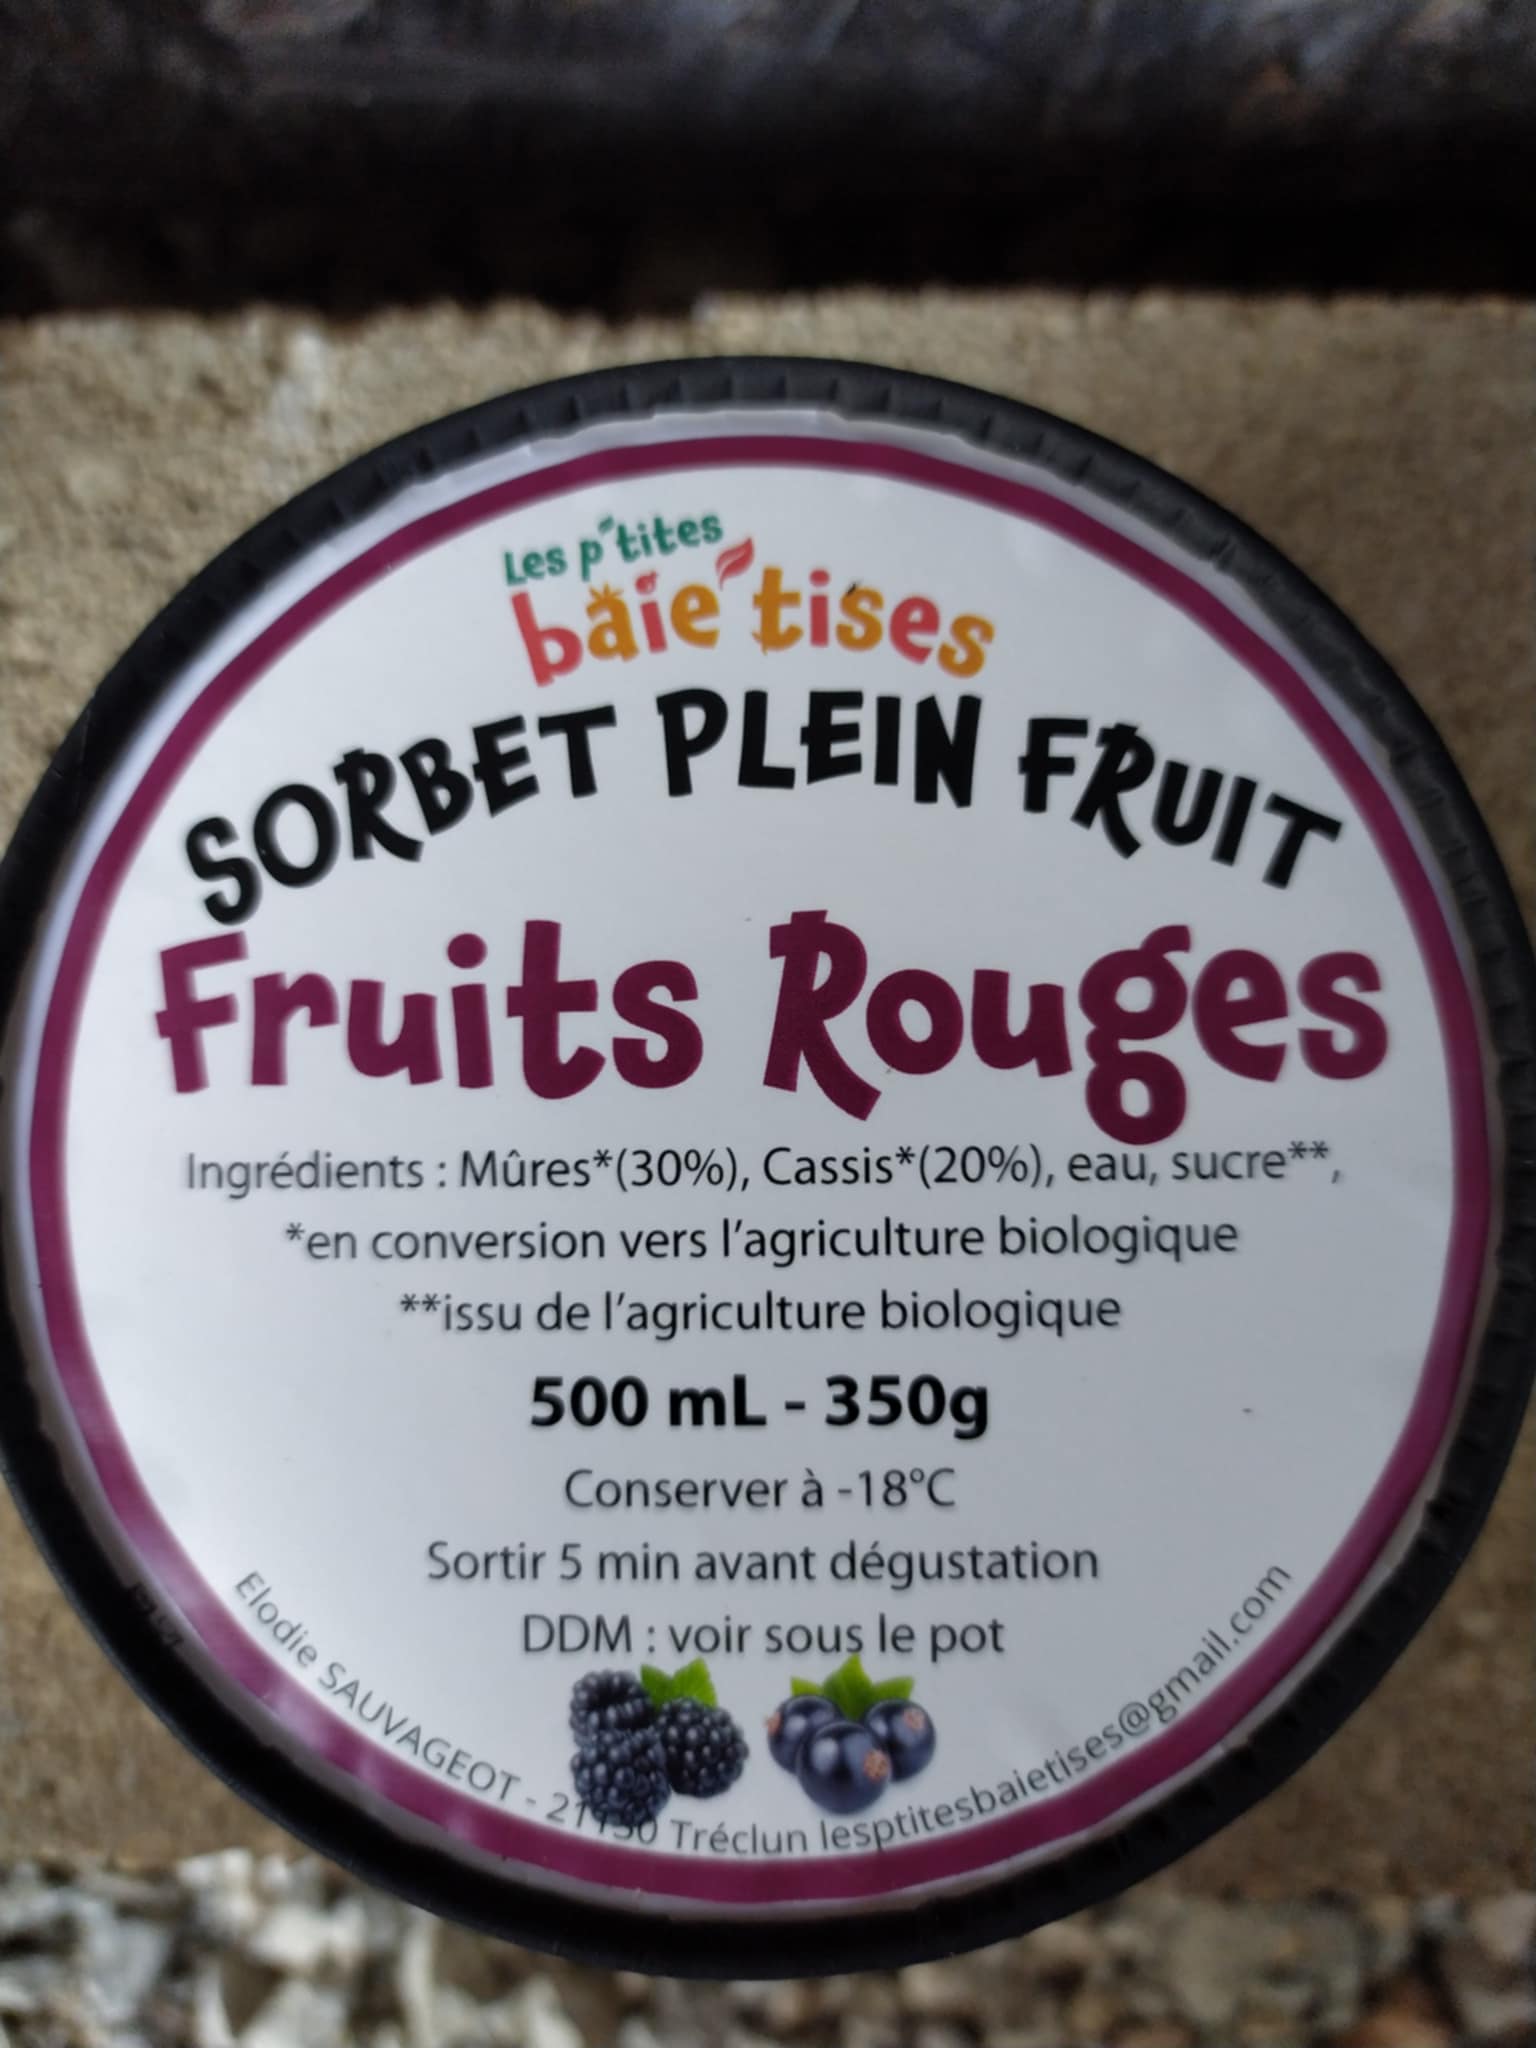 Les p'tites
baie'tises
SORBET PLEIN FRUIT
Fruits Rouges
Ingrédients : Mûres*(30%), Cassis*(20%), eau, sucre**,
*en conversion vers l'agriculture biologique
**issu de l'agriculture biologique
500 mL - 350g
Conserver à -18°C
Sortir 5 min avant dégustation
DDM : voir sous le pot
Elodie SAUVAGEOT - 21130 Tréclun lesptitesbaietises@gmail.com